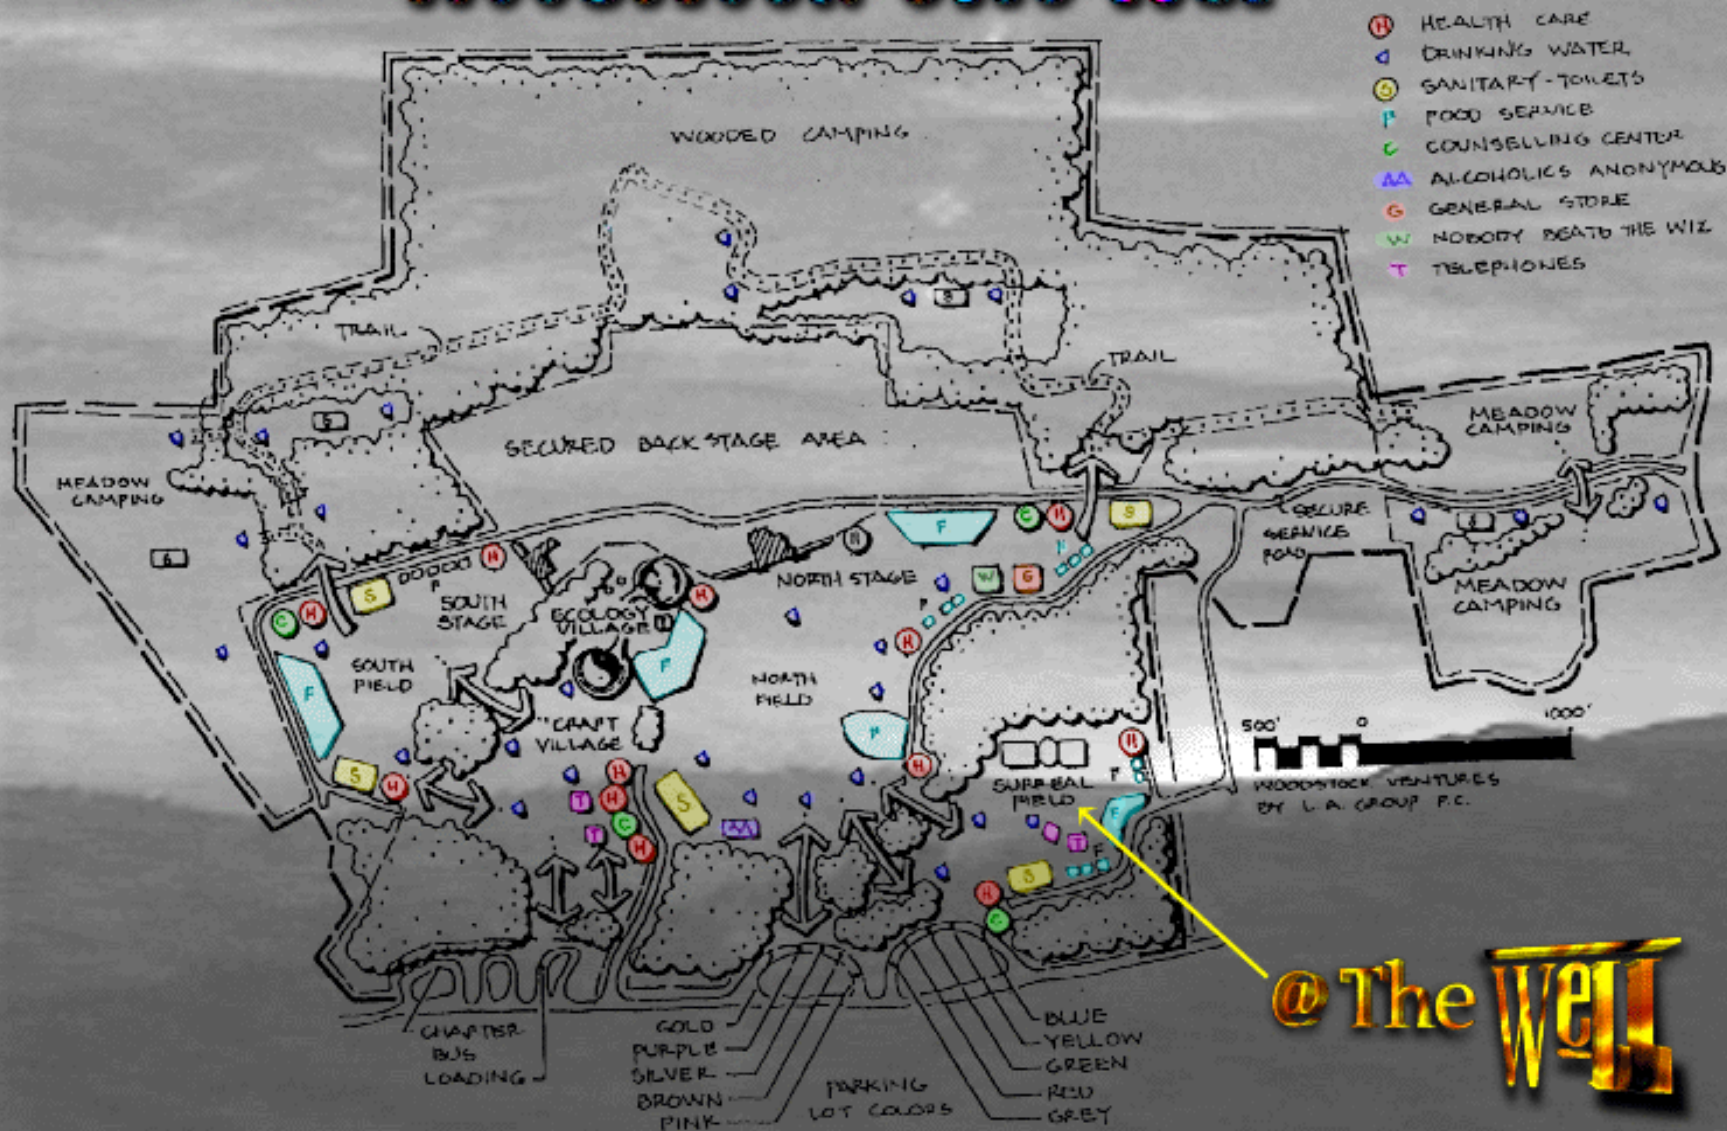 HEALTH CARE
DRINKING WATER
S SANITARY-TOILETS
F FOOD SERVICE
C COUNSELLING CENTER
AA ALCOHOLICS ANONYMOUS
G GENERAL STORE
W NOBODY BEATS THE WIZ
T TELEPHONES
WOODED CAMPING
TRAIL
S
TRAIL
S
MEADOW
CAMPING
SECURED BACKSTAGE AREA
MEADOW
CAMPING
F
C
H
S
SECURE
SERVICE
ROAD
S
H
H
NORTH STAGE
W
G
MEADOW
CAMPING
S
F
SOUTH
STAGE
ECOLOGY
VILLAGE
H
F
C
H
H
SOUTH
FIELD
F
F
NORTH
FIELD
CRAFT
VILLAGE
F
500'
0
1000'
H
F
SURREAL
FIELD
WOODSTOCK VENTURES
BY L.A. GROUP P.C.
S
H
H
T
H
S
H
F
T
C
AA
T
F
H
S
H
C
@ The Well
CHARTER
BUS
LOADING
GOLD
PURPLE
SILVER
BROWN
PINK
PARKING
LOT COLORS
BLUE
YELLOW
GREEN
RED
GREY